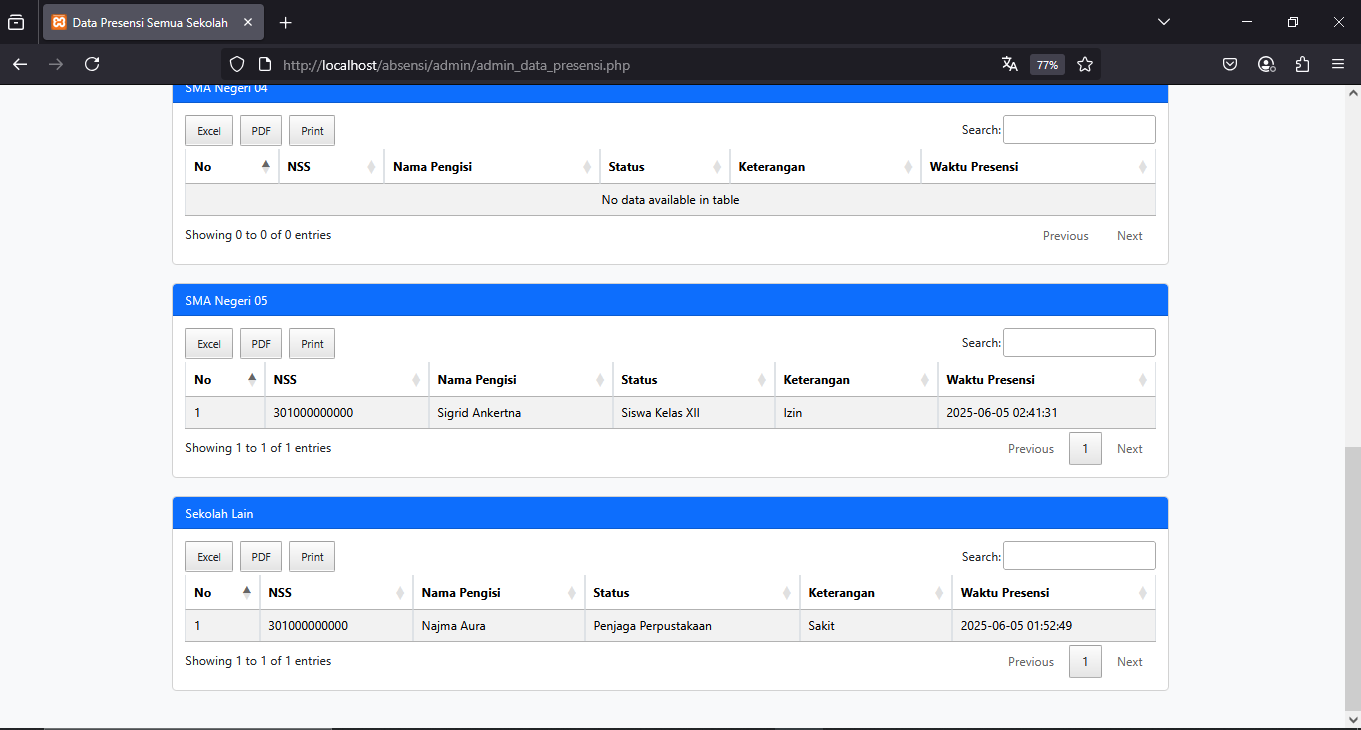 Data Presensi Semua Sekolah
http://localhost/absensi/admin/admin_data_presensi.php
77%
SMA Negeri 04
Excel PDF Print Search:
No NSS Nama Pengisi Status Keterangan Waktu Presensi
No data available in table
Showing 0 to 0 of 0 entries Previous Next
SMA Negeri 05
Excel PDF Print Search:
No NSS Nama Pengisi Status Keterangan Waktu Presensi
1 301000000000 Sigrid Ankertna Siswa Kelas XII Izin 2025-06-05 02:41:31
Showing 1 to 1 of 1 entries Previous 1 Next
Sekolah Lain
Excel PDF Print Search:
No NSS Nama Pengisi Status Keterangan Waktu Presensi
1 301000000000 Najma Aura Penjaga Perpustakaan Sakit 2025-06-05 01:52:49
Showing 1 to 1 of 1 entries Previous 1 Next